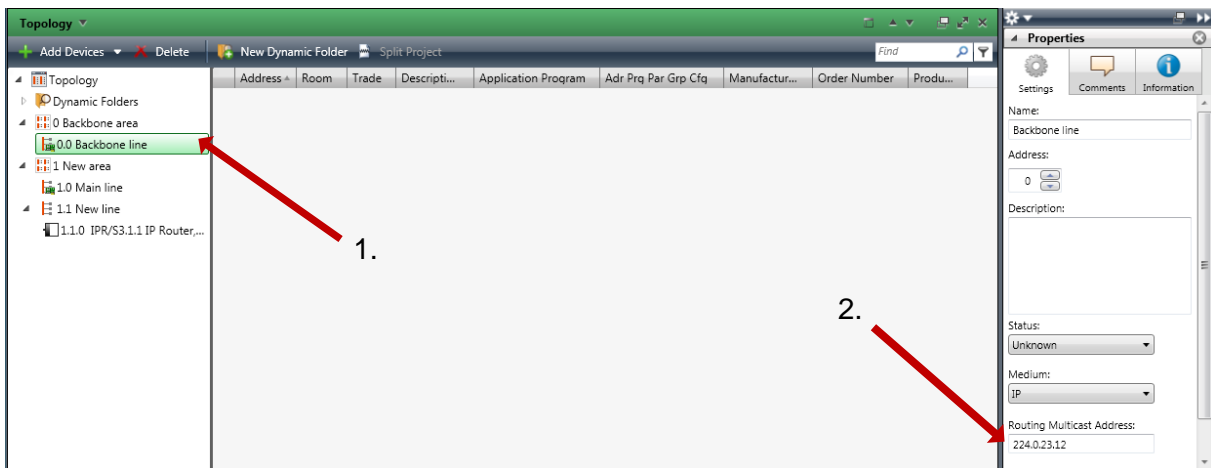 Topology
Add Devices Delete New Dynamic Folder Split Project Find
Topology
Dynamic Folders
0 Backbone area
0.0 Backbone line
1 New area
1.0 Main line
1.1 New line
1.1.0 IPR/S3.1.1 IP Router,...
Address Room Trade Descripti... Application Program Adr Prg Par Grp Cfg Manufactur... Order Number Produ...
1.
2.
Properties
Settings Comments Information
Name:
Backbone line
Address:
0
Description:
Status:
Unknown
Medium:
IP
Routing Multicast Address:
224.0.23.12